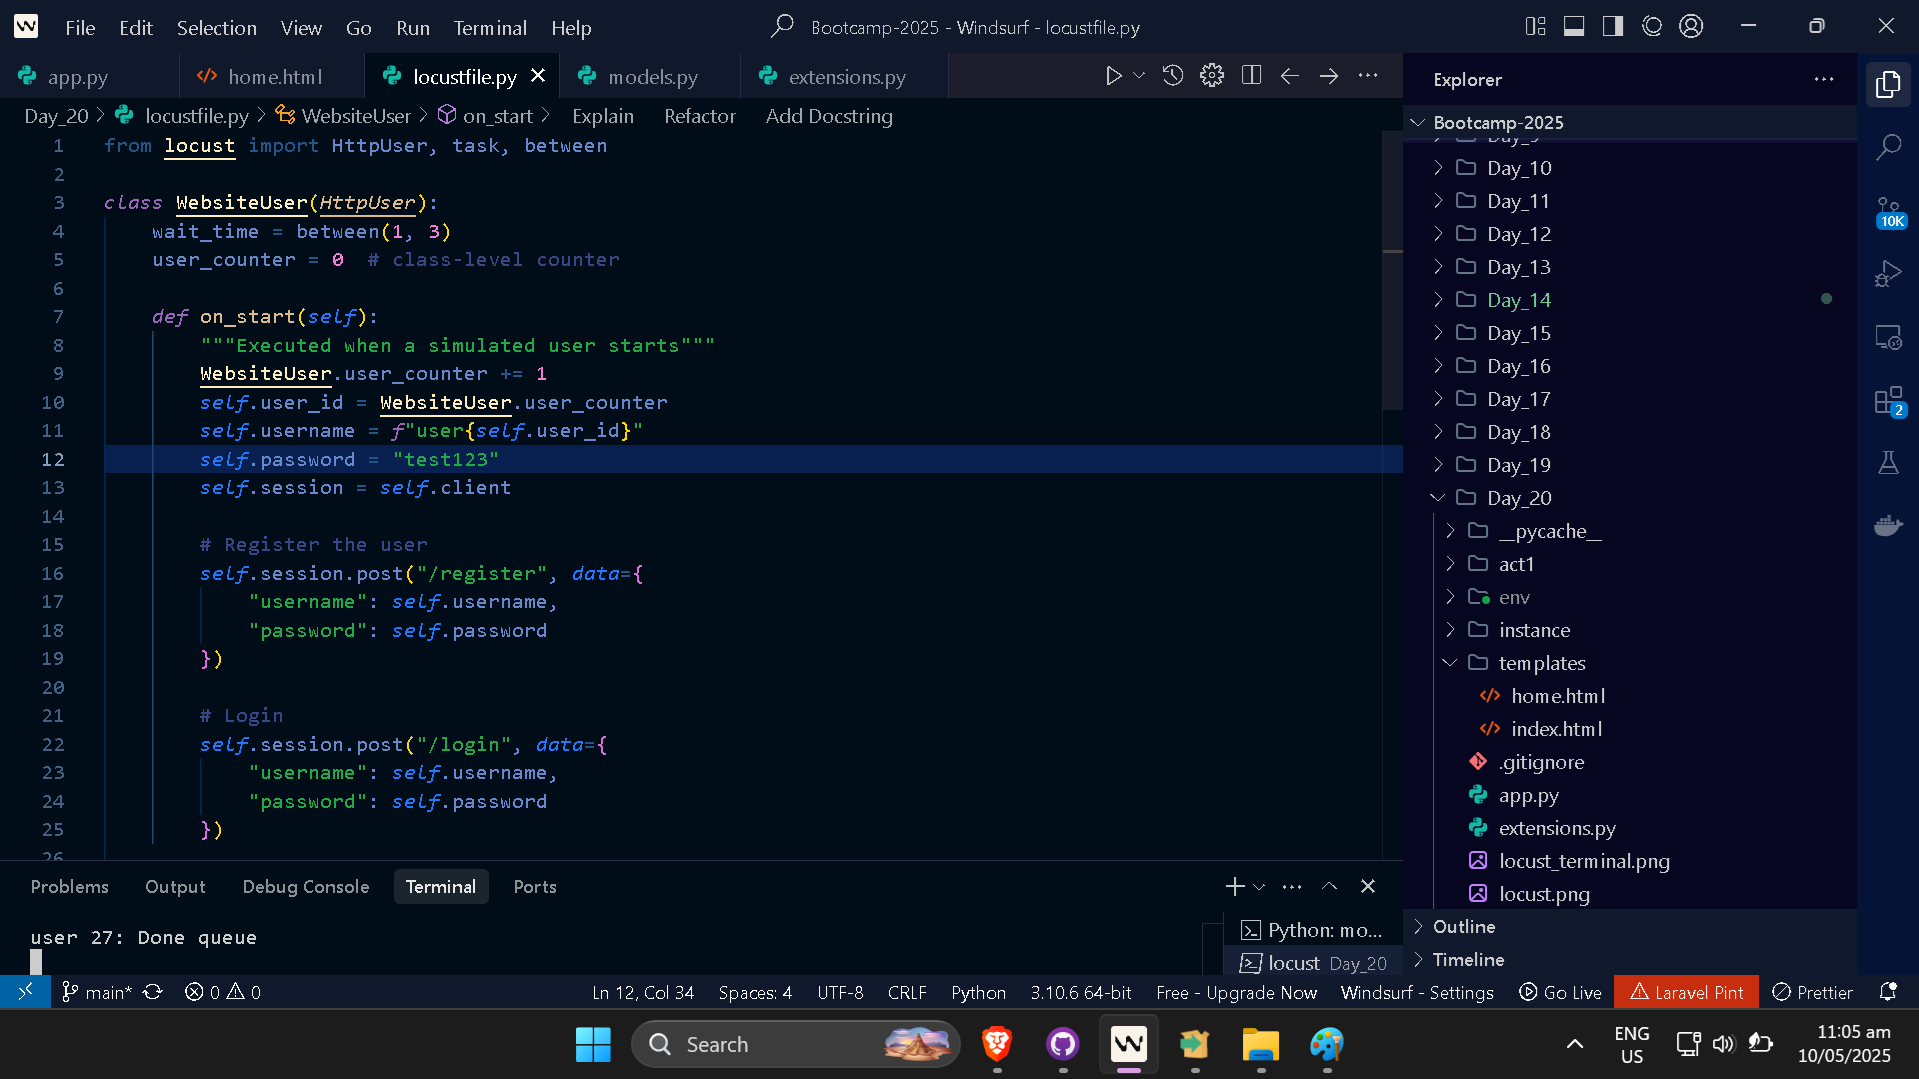 File Edit Selection View Go Run Terminal Help
Bootcamp-2025 - Windsurf - locustfile.py
app.py home.html locustfile.py models.py extensions.py
Day_20 > locustfile.py > WebsiteUser > on_start > Explain Refactor Add Docstring
1 from locust import HttpUser, task, between
2
3 class WebsiteUser(HttpUser):
4 wait_time = between(1, 3)
5 user_counter = 0  # class-level counter
6
7 def on_start(self):
8 """Executed when a simulated user starts"""
9 WebsiteUser.user_counter += 1
10 self.user_id = WebsiteUser.user_counter
11 self.username = f"user{self.user_id}"
12 self.password = "test123"
13 self.session = self.client
14
15 # Register the user
16 self.session.post("/register", data={
17 "username": self.username,
18 "password": self.password
19 })
20
21 # Login
22 self.session.post("/login", data={
23 "username": self.username,
24 "password": self.password
25 })
26
Problems Output Debug Console Terminal Ports
user 27: Done queue
Python: mo...
locust Day_20
Explorer
Bootcamp-2025
Day_9
Day_10
Day_11
Day_12
Day_13
Day_14
Day_15
Day_16
Day_17
Day_18
Day_19
Day_20
__pycache__
act1
env
instance
templates
home.html
index.html
.gitignore
app.py
extensions.py
locust_terminal.png
locust.png
Outline
Timeline
10K
2
main* 0 0 Ln 12, Col 34 Spaces: 4 UTF-8 CRLF Python 3.10.6 64-bit Free - Upgrade Now Windsurf - Settings Go Live Laravel Pint Prettier
Search
ENG
US
11:05 am
10/05/2025